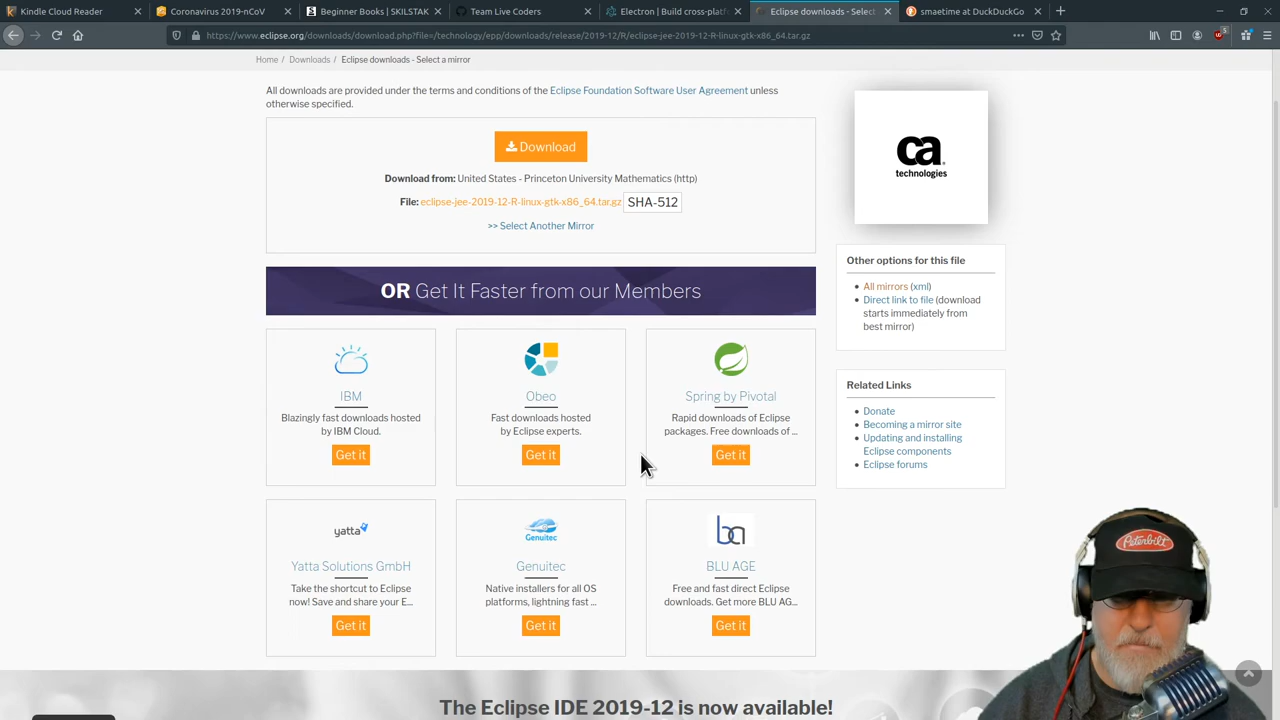 Kindle Cloud Reader
Coronavirus 2019-nCoV
Beginner Books | SKILSTAK
Team Live Coders
Electron | Build cross-platf
Eclipse downloads - Selec
smaetime at DuckDuckGo
https://www.eclipse.org/downloads/download.php?file=/technology/epp/downloads/release/2019-12/R/eclipse-jee-2019-12-R-linux-gtk-x86_64.tar.gz
5
Home / Downloads / Eclipse downloads - Select a mirror
All downloads are provided under the terms and conditions of the Eclipse Foundation Software User Agreement unless
otherwise specified.
Download
Download from: United States - Princeton University Mathematics (http)
File: eclipse-jee-2019-12-R-linux-gtk-x86_64.tar.gz SHA-512
>> Select Another Mirror
OR Get It Faster from our Members
IBM
Blazingly fast downloads hosted
by IBM Cloud.
Get it
Obeo
Fast downloads hosted
by Eclipse experts.
Get it
Spring by Pivotal
Rapid downloads of Eclipse
packages. Free downloads of ...
Get it
yatta
Yatta Solutions GmbH
Take the shortcut to Eclipse
now! Save and share your E...
Get it
Genuitec
Genuitec
Native installers for all OS
platforms, lightning fast ...
Get it
ba
BLU AGE
Free and fast direct Eclipse
downloads. Get more BLU AG...
Get it
ca
technologies
Other options for this file
All mirrors (xml)
Direct link to file (download
starts immediately from
best mirror)
Related Links
Donate
Becoming a mirror site
Updating and installing
Eclipse components
Eclipse forums
The Eclipse IDE 2019-12 is now available!
Peterbilt